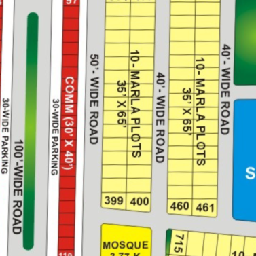 97
30-WIDE PARKING
100'-WIDE ROAD
30-WIDE PARKING
COMM (30' X 40')
50'- WIDE ROAD
10- MARLA PLOTS
35' X 65'
40'- WIDE ROAD
10- MARLA PLOTS
35' X 65'
40'- WIDE ROAD
399
400
460
461
S
MOSQUE
715
10-